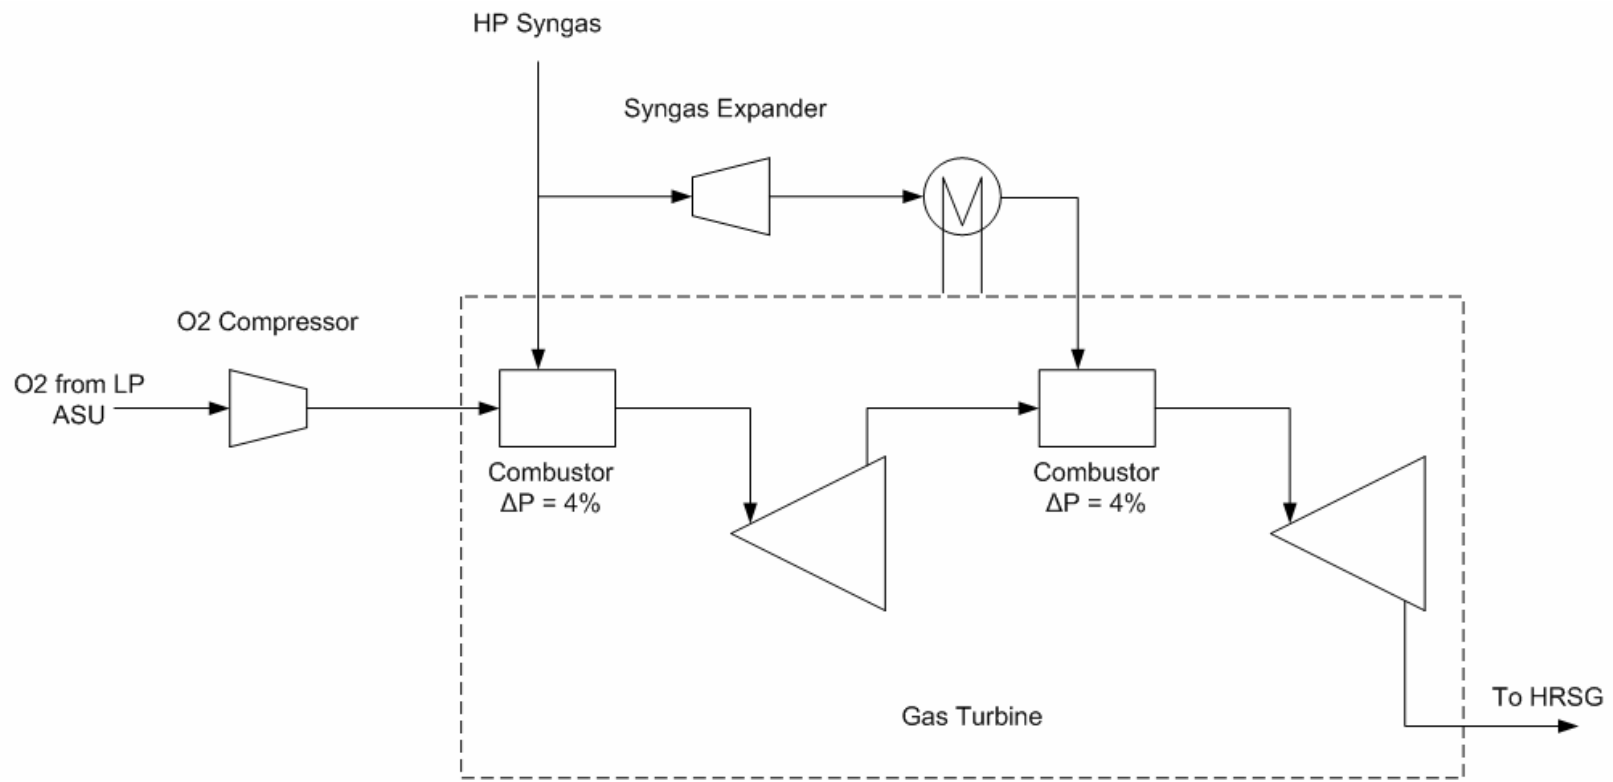 HP Syngas
Syngas Expander
O2 Compressor
O2 from LP
ASU
Combustor
ΔP = 4%
Combustor
ΔP = 4%
To HRSG
Gas Turbine